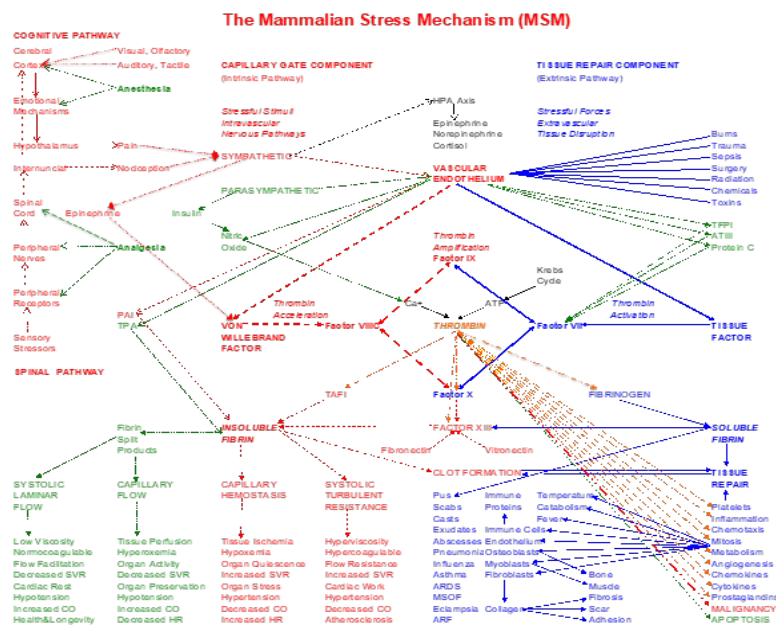 The Mammalian Stress Mechanism (MSM)
COGNITIVE PATHWAY
Cerebral
Cortex
Visual, Olfactory
Auditory, Tactile
Anesthesia
Emotional
Mechanisms
Hypothalamus
Pain
Internuncial
Nociception
Spinal
Cord
Epinephrine
Peripheral
Nerves
Analgesia
Peripheral
Receptors
Sensory
Stressors
SPINAL PATHWAY
CAPILLARY GATE COMPONENT
(Intrinsic Pathway)
Stressful Stimuli
Intravascular
Nervous Pathways
SYMPATHETIC
PARASYMPATHETIC
Insulin
Nitric
Oxide
HPA Axis
Epinephrine
Norepinephrine
Cortisol
VASCULAR
ENDOTHELIUM
TISSUE REPAIR COMPONENT
(Extrinsic Pathway)
Stressful Forces
Extravascular
Tissue Disruption
Burns
Trauma
Sepsis
Surgery
Radiation
Chemicals
Toxins
TFPI
ATIII
Protein C
Thrombin
Amplification
Factor IX
Krebs
Cycle
Ca+
ATP
PAI
TPA
Thrombin
Acceleration
VON
WILLEBRAND
FACTOR
Factor VIIIC
THROMBIN
Factor VII
Thrombin
Activation
TISSUE
FACTOR
TAFI
Factor X
FIBRINOGEN
Fibrin
Split
Products
INSOLUBLE
FIBRIN
FACTOR XIII
SOLUBLE
FIBRIN
Fibronectin
Vitronectin
CLOT FORMATION
TISSUE
REPAIR
SYSTOLIC
LAMINAR
FLOW
CAPILLARY
FLOW
CAPILLARY
HEMOSTASIS
SYSTOLIC
TURBULENT
RESISTANCE
Low Viscosity
Normocoagulable
Flow Facilitation
Decreased SVR
Cardiac Rest
Hypotension
Increased CO
Health&Longevity
Tissue Perfusion
Hyperoxemia
Organ Activity
Decreased SVR
Organ Preservation
Hypotension
Increased CO
Decreased HR
Tissue Ischemia
Hypoxemia
Organ Quiescence
Increased SVR
Organ Stress
Hypertension
Decreased CO
Increased HR
Hyperviscosity
Hypercoagulable
Flow Resistance
Increased SVR
Cardiac Work
Hypertension
Decreased CO
Atherosclerosis
Pus
Scabs
Casts
Exudates
Abscesses
Pneumonia
Influenza
Asthma
ARDS
MSOF
Eclampsia
ARF
Immune
Proteins
Immune Cells
Endothelium
Osteoblasts
Myoblasts
Fibroblasts
Collagen
Temperature
Catabolism
Fever
Bone
Muscle
Fibrosis
Scar
Adhesion
Platelets
Inflammation
Chemotaxis
Mitosis
Metabolism
Angiogenesis
Chemokines
Cytokines
Prostaglandins
MALIGNANCY
APOPTOSIS